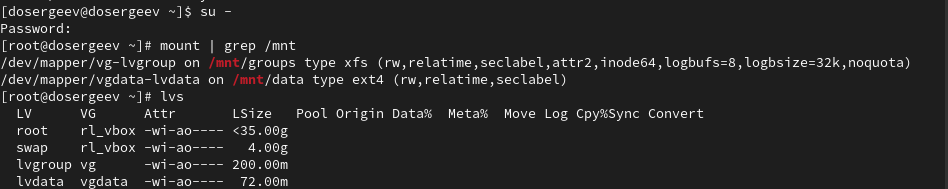 [dosergeev@dosergeev ~]$ su -
Password:
[root@dosergeev ~]# mount | grep /mnt
/dev/mapper/vg-lvgroup on /mnt/groups type xfs (rw,relatime,seclabel,attr2,inode64,logbufs=8,logbsize=32k,noquota)
/dev/mapper/vgdata-lvdata on /mnt/data type ext4 (rw,relatime,seclabel)
[root@dosergeev ~]# lvs
  LV      VG      Attr       LSize   Pool Origin Data%  Meta%  Move Log Cpy%Sync Convert
  root    rl_vbox -wi-ao---- <35.00g
  swap    rl_vbox -wi-ao----   4.00g
  lvgroup vg      -wi-ao---- 200.00m
  lvdata  vgdata  -wi-ao----  72.00m